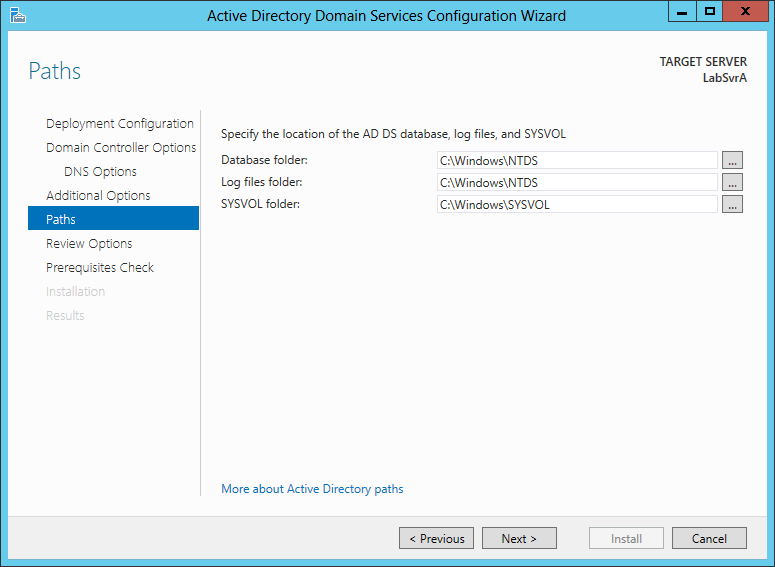 Active Directory Domain Services Configuration Wizard
Paths
TARGET SERVER
LabSvrA
Deployment Configuration
Domain Controller Options
DNS Options
Additional Options
Paths
Review Options
Prerequisites Check
Installation
Results
Specify the location of the AD DS database, log files, and SYSVOL
Database folder: C:\Windows\NTDS ...
Log files folder: C:\Windows\NTDS ...
SYSVOL folder: C:\Windows\SYSVOL ...
More about Active Directory paths
< Previous Next > Install Cancel